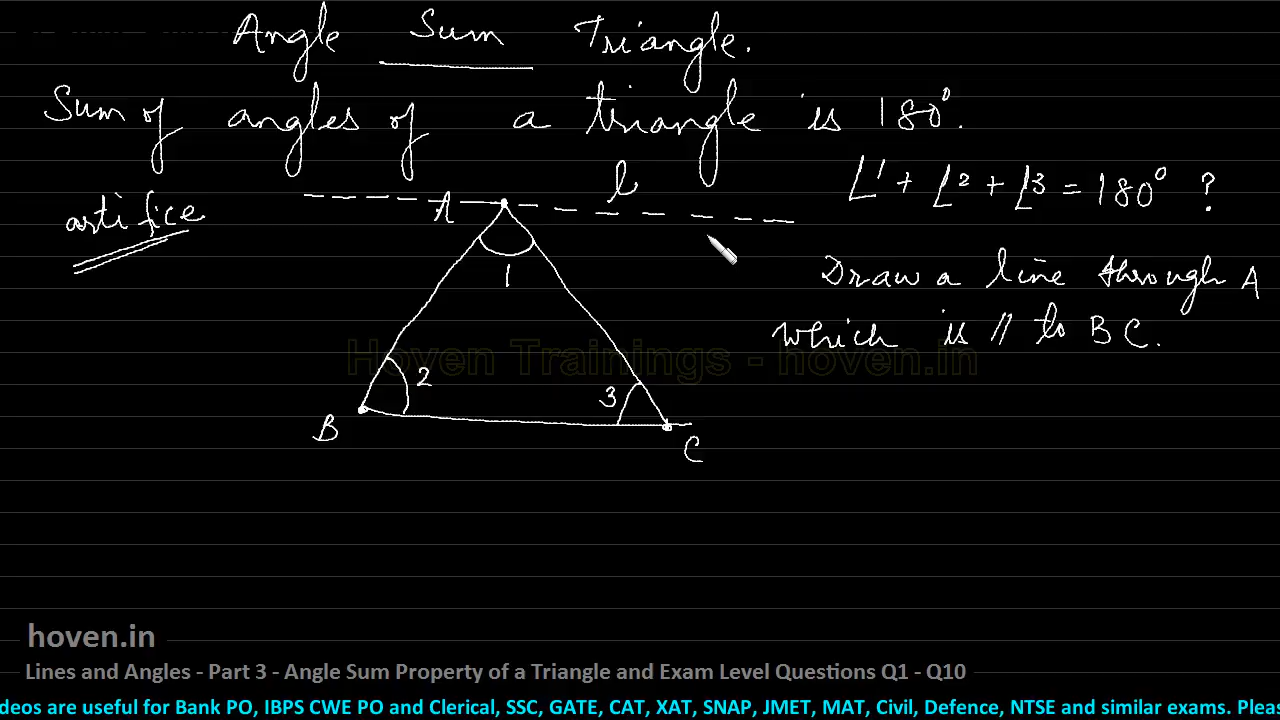 Angle Sum Triangle.
Sum of angles of a triangle is 180°.
∠1 + ∠2 + ∠3 = 180° ?
artifice
A
l
1
Draw a line through A
which is // to BC.
Hoven Trainings - hoven.in
2
3
B
C
hoven.in
Lines and Angles - Part 3 - Angle Sum Property of a Triangle and Exam Level Questions Q1 - Q10
deos are useful for Bank PO, IBPS CWE PO and Clerical, SSC, GATE, CAT, XAT, SNAP, JMET, MAT, Civil, Defence, NTSE and similar exams. Pleas